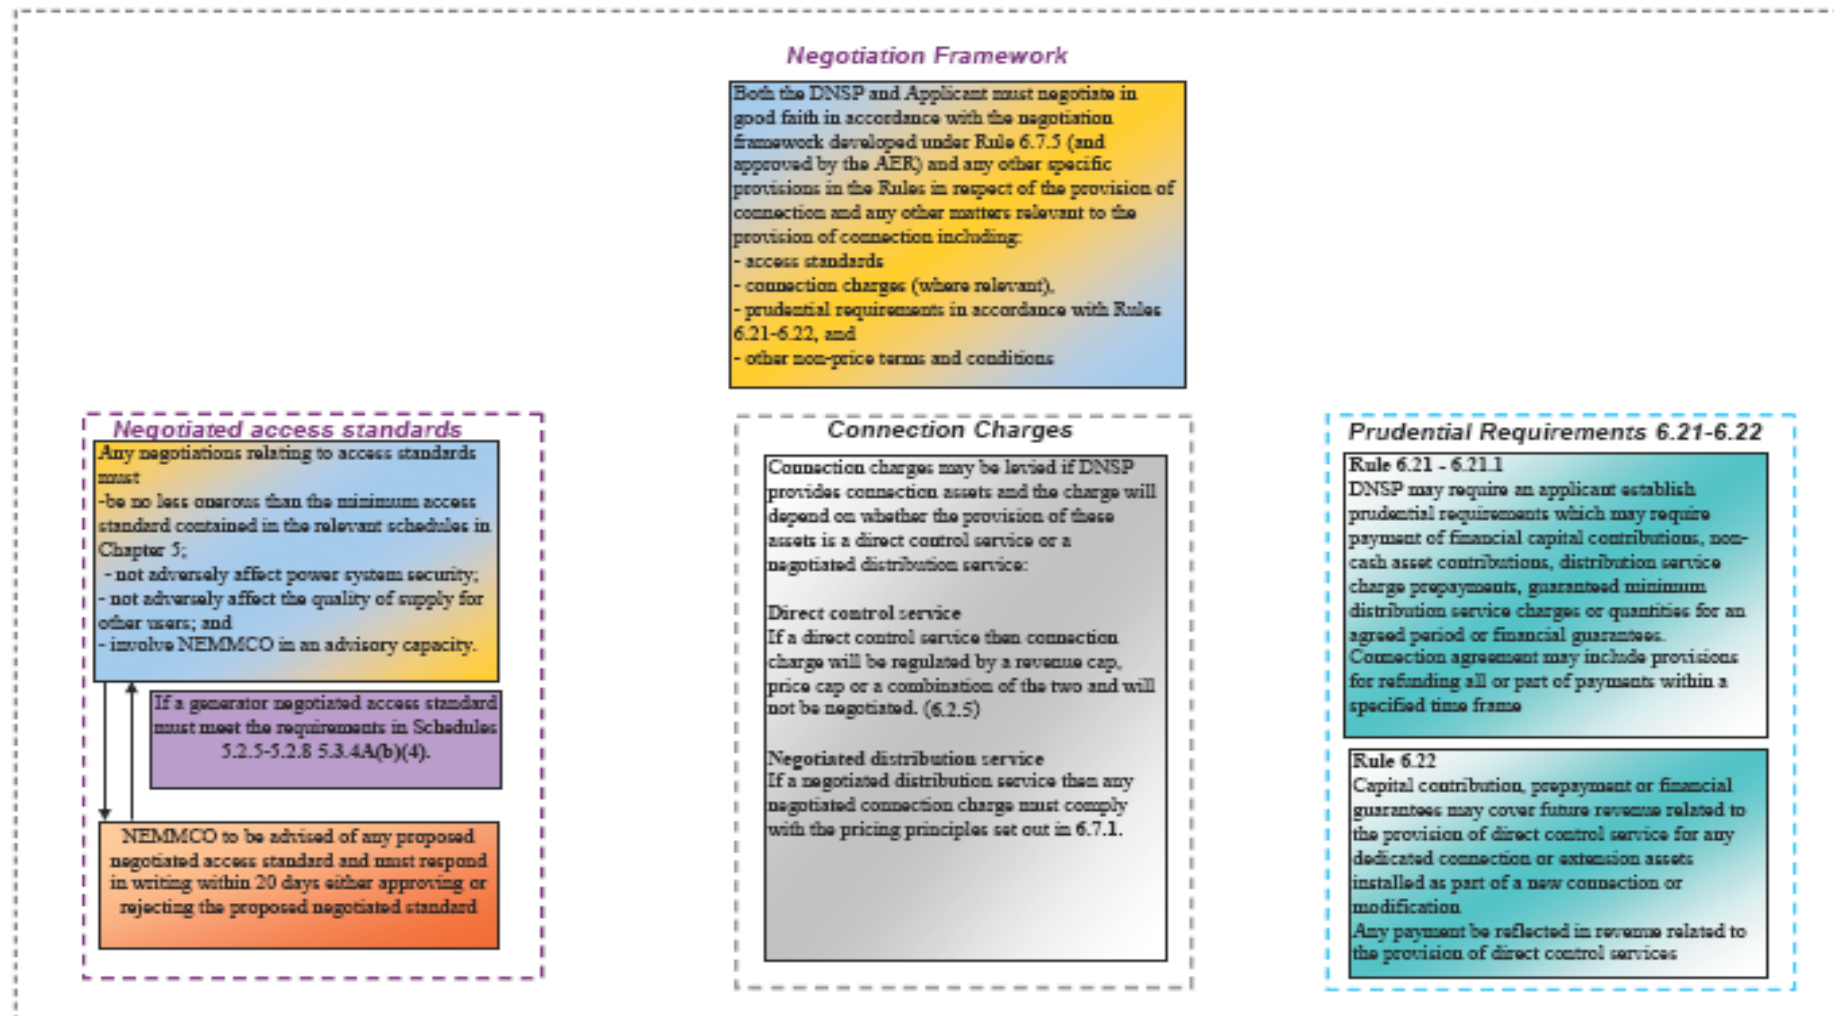 Negotiation Framework
Both the DNSP and Applicant must negotiate in
good faith in accordance with the negotiation
framework developed under Rule 6.7.5 (and
approved by the AER) and any other specific
provisions in the Rules in respect of the provision of
connection and any other matters relevant to the
provision of connection including:
- access standards
- connection charges (where relevant),
- prudential requirements in accordance with Rules
6.21-6.22, and
- other non-price terms and conditions
Negotiated access standards
Any negotiations relating to access standards
must
-be no less onerous than the minimum access
standard contained in the relevant schedules in
Chapter 5;
- not adversely affect power system security;
- not adversely affect the quality of supply for
other users; and
- involve NEMMCO in an advisory capacity.
If a generator negotiated access standard
must meet the requirements in Schedules
5.2.5-5.2.8 5.3.4A(b)(4).
NEMMCO to be advised of any proposed
negotiated access standard and must respond
in writing within 20 days either approving or
rejecting the proposed negotiated standard
Connection Charges
Connection charges may be levied if DNSP
provides connection assets and the charge will
depend on whether the provision of these
assets is a direct control service or a
negotiated distribution service:
Direct control service
If a direct control service then connection
charge will be regulated by a revenue cap,
price cap or a combination of the two and will
not be negotiated. (6.2.5)
Negotiated distribution service
If a negotiated distribution service then any
negotiated connection charge must comply
with the pricing principles set out in 6.7.1.
Prudential Requirements 6.21-6.22
Rule 6.21 - 6.21.1
DNSP may require an applicant establish
prudential requirements which may require
payment of financial capital contributions, non-
cash asset contributions, distribution service
charge prepayments, guaranteed minimum
distribution service charges or quantities for an
agreed period or financial guarantees.
Connection agreement may include provisions
for refunding all or part of payments within a
specified time frame
Rule 6.22
Capital contribution, prepayment or financial
guarantees may cover future revenue related to
the provision of direct control service for any
dedicated connection or extension assets
installed as part of a new connection or
modification
Any payment be reflected in revenue related to
the provision of direct control services